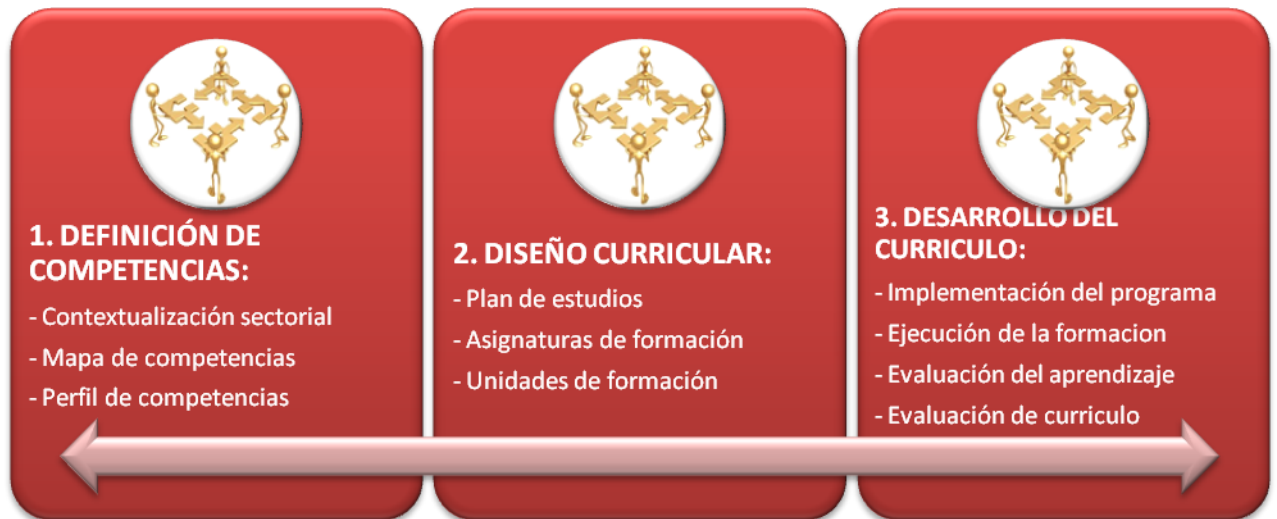 1. DEFINICIÓN DE
COMPETENCIAS:
- Contextualización sectorial
- Mapa de competencias
- Perfil de competencias
2. DISEÑO CURRICULAR:
- Plan de estudios
- Asignaturas de formación
- Unidades de formación
3. DESARROLLO DEL
CURRICULO:
- Implementación del programa
- Ejecución de la formacion
- Evaluación del aprendizaje
- Evaluación de curriculo